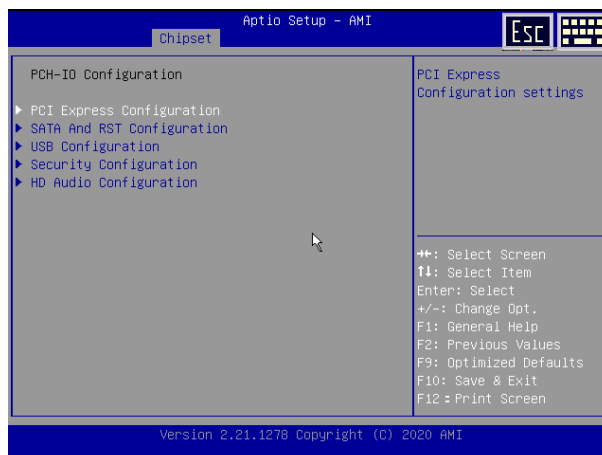 Aptio Setup - AMI
Chipset
Esc
PCH-IO Configuration
PCI Express Configuration
SATA And RST Configuration
USB Configuration
Security Configuration
HD Audio Configuration
PCI Express
Configuration settings
→←: Select Screen
↑↓: Select Item
Enter: Select
+/-: Change Opt.
F1: General Help
F2: Previous Values
F9: Optimized Defaults
F10: Save & Exit
F12 : Print Screen
Version 2.21.1278 Copyright (C) 2020 AMI